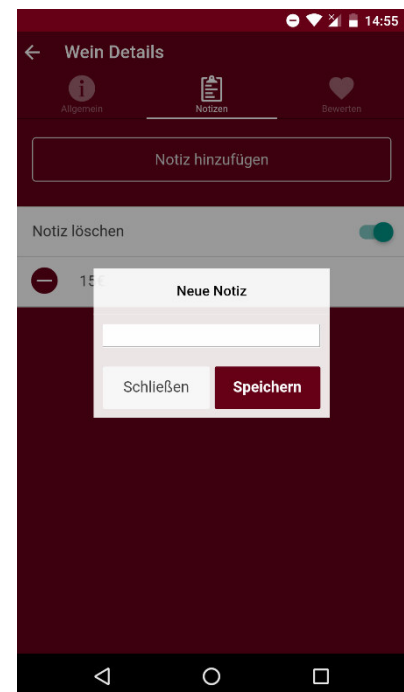 14:55
Wein Details
Allgemein Notizen Bewerten
Notiz hinzufügen
Notiz löschen
15€
Neue Notiz
Schließen Speichern